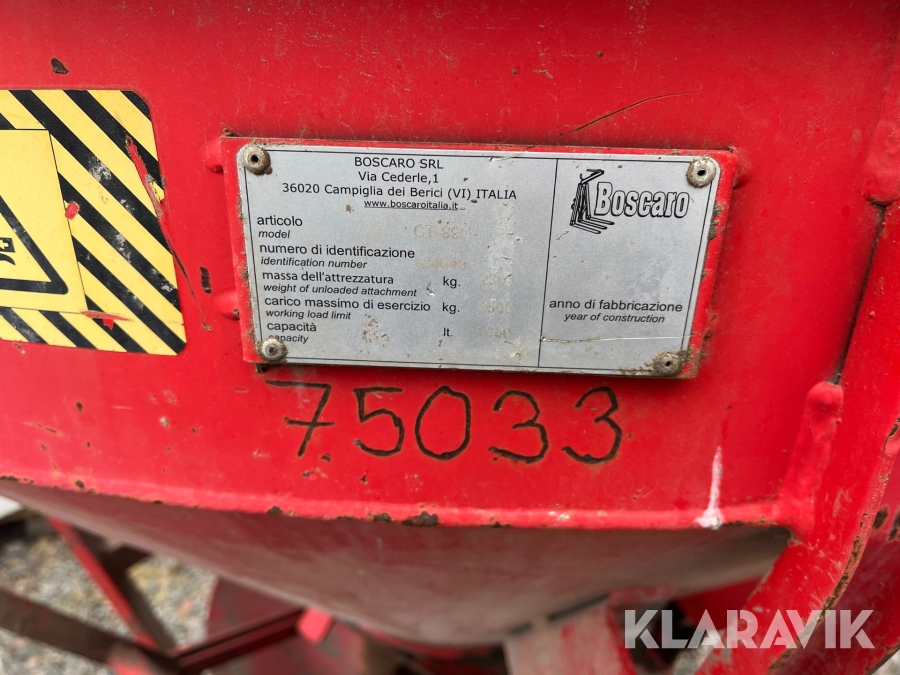 BOSCARO SRL
Via Cederle,1
36020 Campiglia dei Berici (VI) ITALIA
www.boscaroitalia.it
Boscaro
articolo
model
numero di identificazione
identification number
massa dell'attrezzatura kg.
weight of unloaded attachment
carico massimo di esercizio kg.
working load limit
capacità lt.
capacity
anno di fabbricazione
year of construction
75033
KLARAVIK